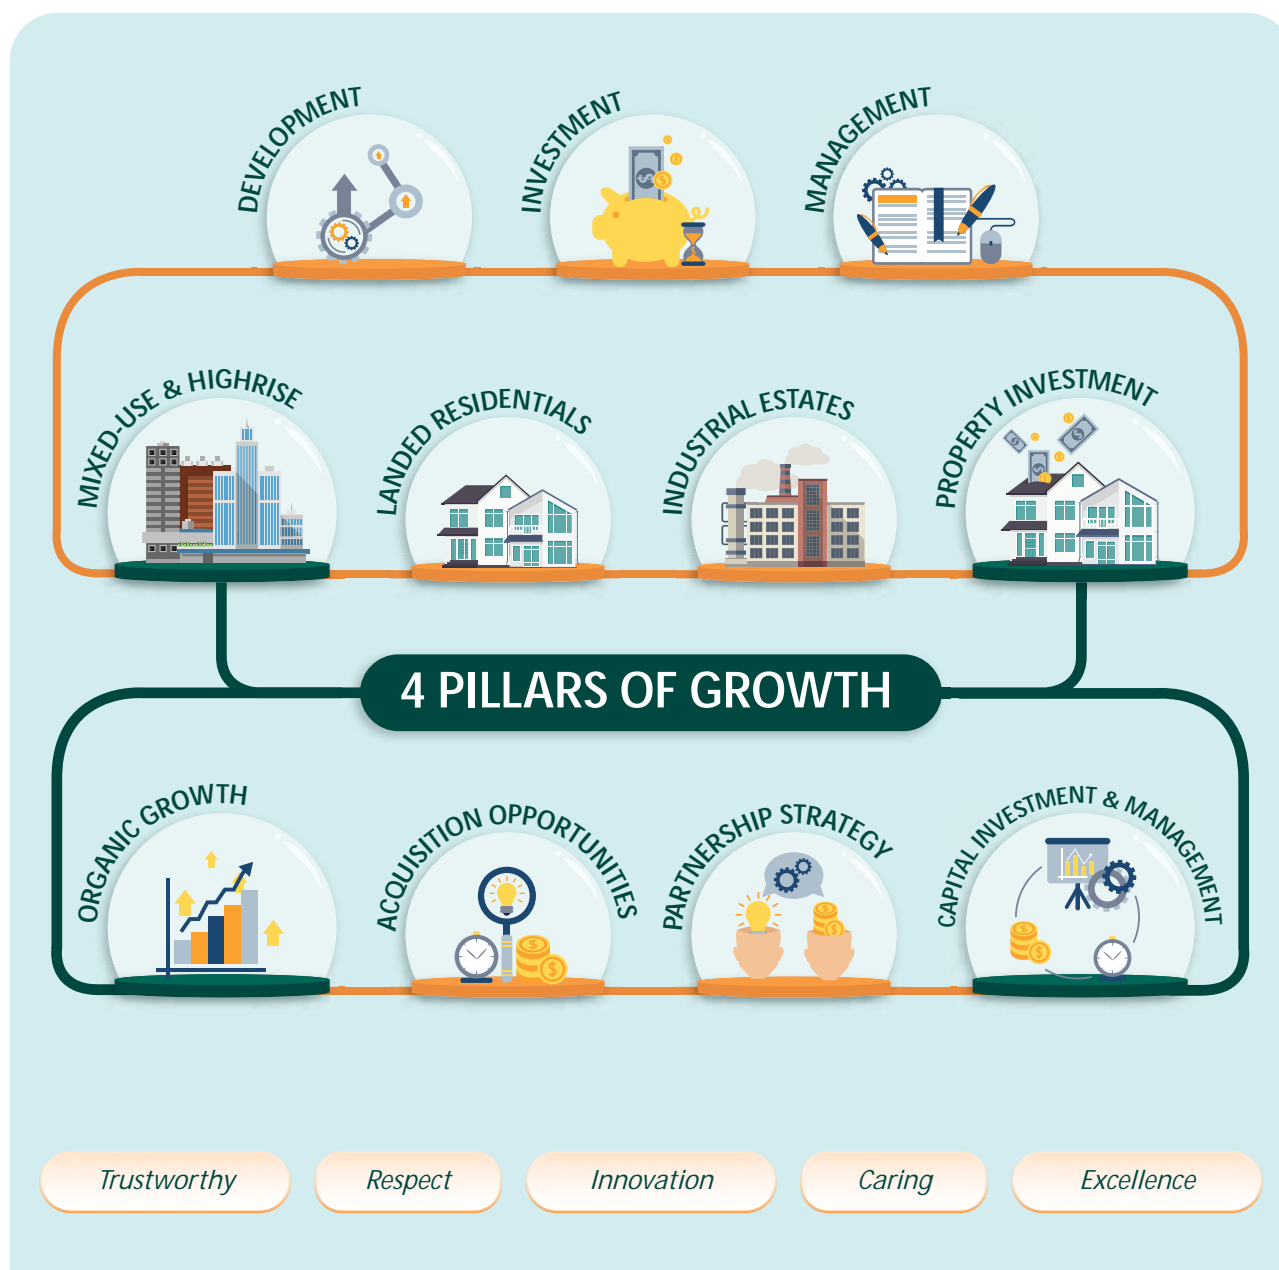 DEVELOPMENT
INVESTMENT
MANAGEMENT
MIXED-USE & HIGHRISE
LANDED RESIDENTIALS
INDUSTRIAL ESTATES
PROPERTY INVESTMENT
4 PILLARS OF GROWTH
ORGANIC GROWTH
ACQUISITION OPPORTUNITIES
PARTNERSHIP STRATEGY
CAPITAL INVESTMENT & MANAGEMENT
Trustworthy
Respect
Innovation
Caring
Excellence